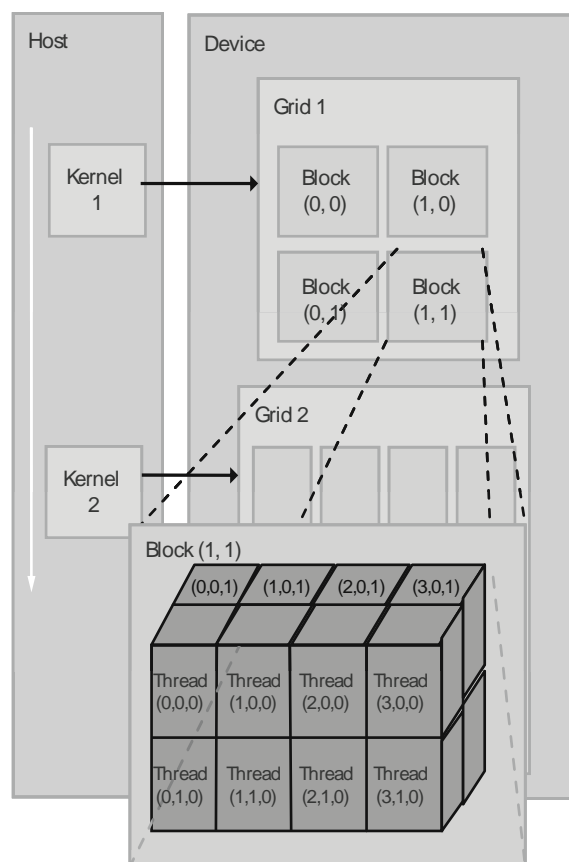 Host
Device
Grid 1
Kernel
1
Block
(0, 0)
Block
(1, 0)
Block
(0, 1)
Block
(1, 1)
Grid 2
Kernel
2
Block (1, 1)
(0,0,1)
(1,0,1)
(2,0,1)
(3,0,1)
Thread
(0,0,0)
Thread
(1,0,0)
Thread
(2,0,0)
Thread
(3,0,0)
Thread
(0,1,0)
Thread
(1,1,0)
Thread
(2,1,0)
Thread
(3,1,0)